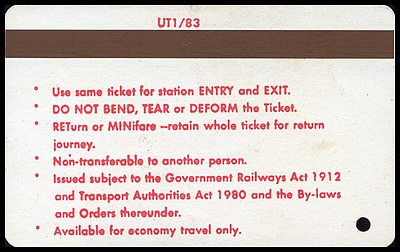 UT1/83
* Use same ticket for station ENTRY and EXIT.
* DO NOT BEND, TEAR or DEFORM the Ticket.
* RETurn or MINifare --retain whole ticket for return
journey.
* Non-transferable to another person.
* Issued subject to the Government Railways Act 1912
and Transport Authorities Act 1980 and the By-laws
and Orders thereunder.
* Available for economy travel only.